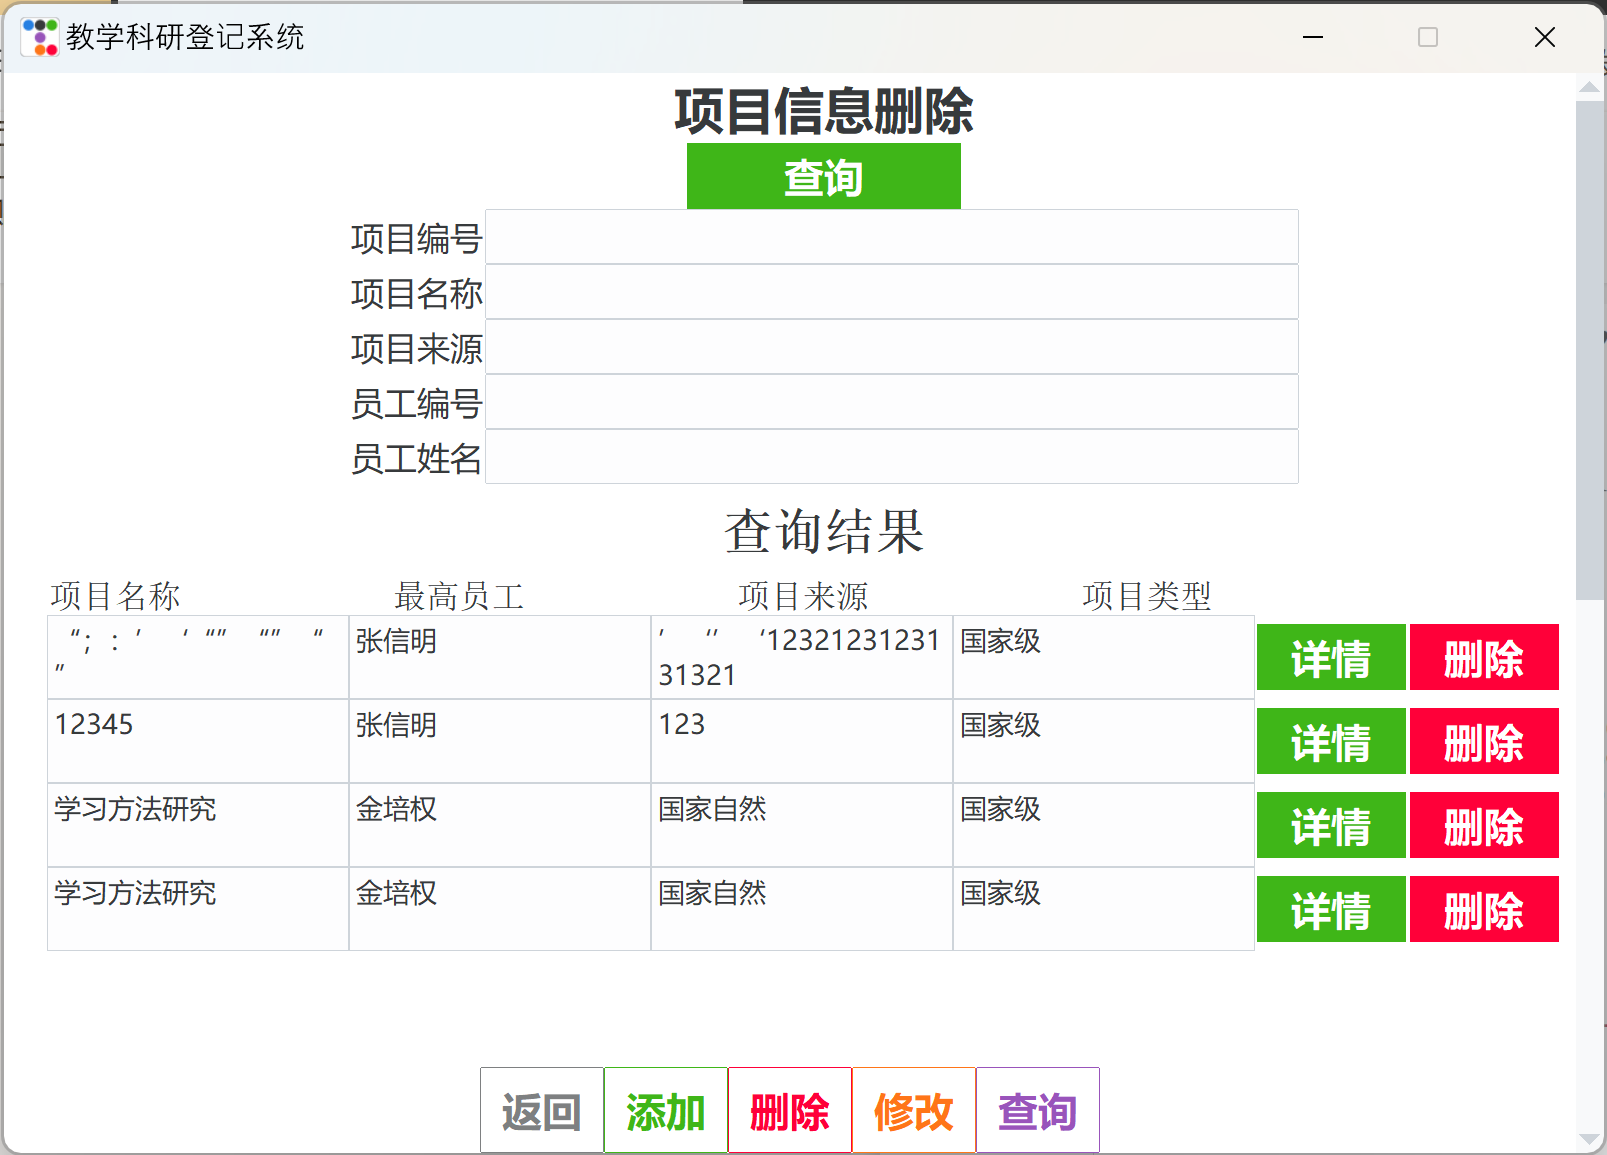 教学科研登记系统
项目信息删除
查询
项目编号
项目名称
项目来源
员工编号
员工姓名
查询结果
项目名称 最高员工 项目来源 项目类型
“；：’ ‘“” “” “ 张信明 ’ ‘’ ‘12321231231 国家级 详情 删除
” 31321
12345 张信明 123 国家级 详情 删除
学习方法研究 金培权 国家自然 国家级 详情 删除
学习方法研究 金培权 国家自然 国家级 详情 删除
返回 添加 删除 修改 查询